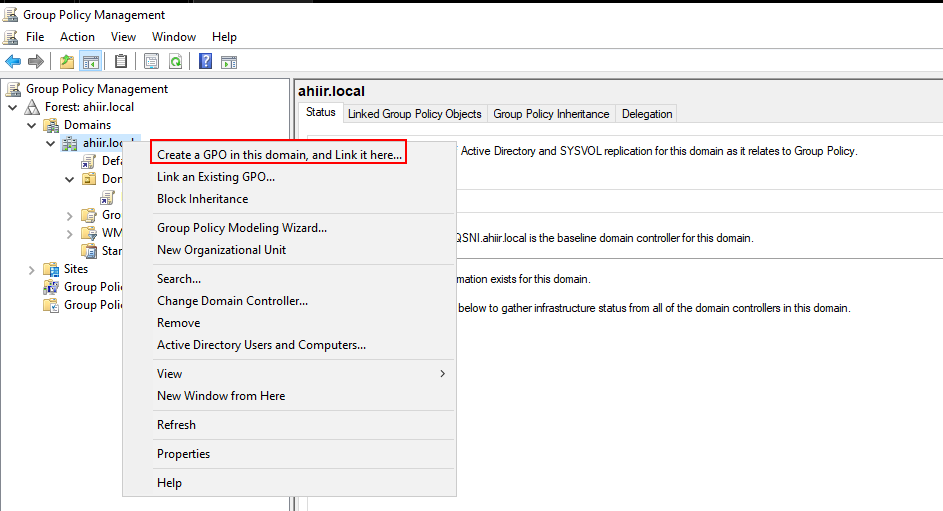 Group Policy Management
File Action View Window Help
Group Policy Management
Forest: ahiir.local
Domains
ahiir.local
Defa
Dom
Gro
WM
Star
Sites
Group Poli
Group Poli
Create a GPO in this domain, and Link it here...
Link an Existing GPO...
Block Inheritance
Group Policy Modeling Wizard...
New Organizational Unit
Search...
Change Domain Controller...
Remove
Active Directory Users and Computers...
View
New Window from Here
Refresh
Properties
Help
ahiir.local
Status Linked Group Policy Objects Group Policy Inheritance Delegation
Active Directory and SYSVOL replication for this domain as it relates to Group Policy.
QSNI.ahiir.local is the baseline domain controller for this domain.
mation exists for this domain.
below to gather infrastructure status from all of the domain controllers in this domain.